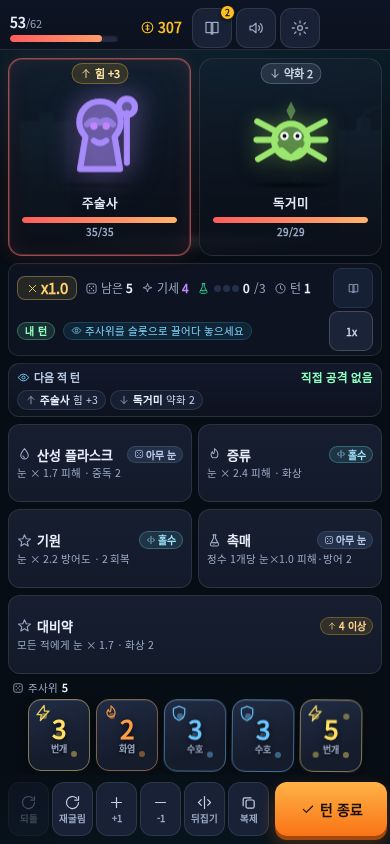 53/62
307
2
힘 +3
약화 2
주술사
독거미
35/35
29/29
x1.0
남은 5
기세 4
0 /3
턴 1
내 턴
주사위를 슬롯으로 끌어다 놓으세요
1x
다음 적 턴
직접 공격 없음
주술사 힘 +3
독거미 약화 2
산성 플라스크
아무 눈
눈 × 1.7 피해 · 중독 2
증류
홀수
눈 × 2.4 피해 · 화상
기원
홀수
눈 × 2.2 방어도 · 2 회복
촉매
아무 눈
정수 1개당 눈×1.0 피해·방어 2
대비약
4 이상
모든 적에게 눈 × 1.7 · 화상 2
주사위 5
3
번개
2
화염
3
수호
3
수호
5
번개
되돌
재굴림
+1
-1
뒤집기
복제
턴 종료